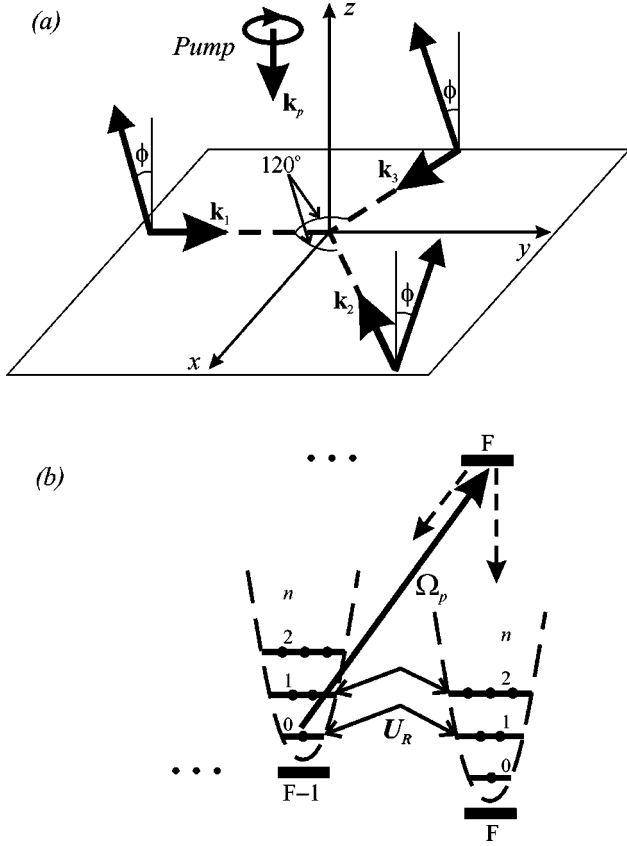 (a)
z
Pump
k_p
ϕ
ϕ
120°
k_3
k_1
y
k_2
ϕ
x
(b)
• • •
F
Ω_p
n
n
2
1
2
0
U_R
1
0
• • •
F−1
F